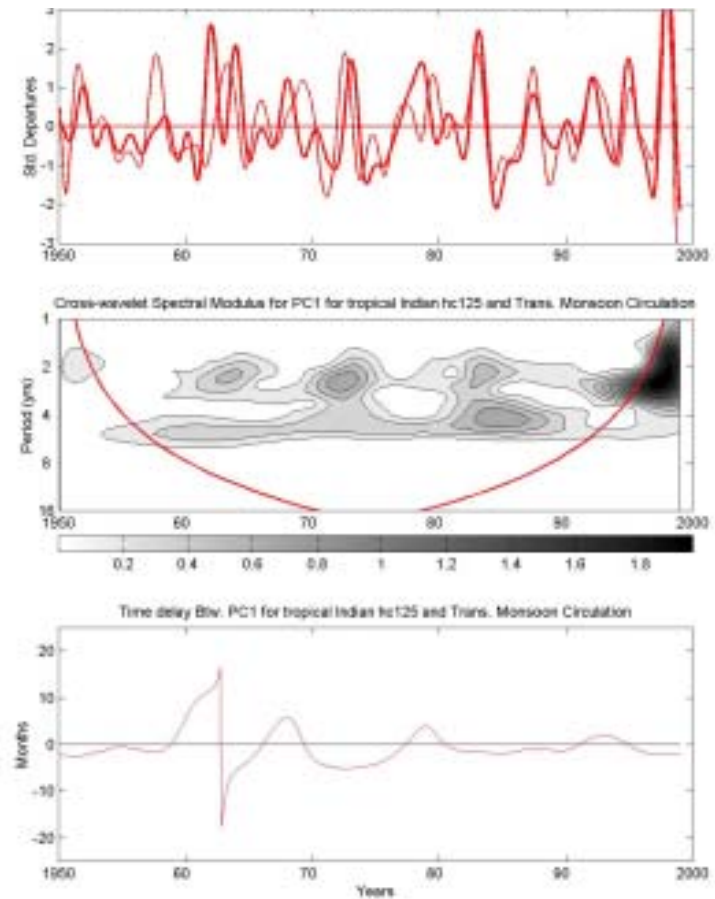 3
2
1
0
-1
-2
-3
Std. Departures
1950 60 70 80 90 2000
Cross-wavelet Spectral Modulus for PC1 for tropical Indian hc125 and Trans. Monsoon Circulation
1
2
4
Period (yrs)
16
1950 60 70 80 90 2000
0.2 0.4 0.6 0.8 1 1.2 1.4 1.6 1.8
Time delay Btw. PC1 for tropical Indian hc125 and Trans. Monsoon Circulation
20
10
0
-10
-20
Months
1950 60 70 80 90 2000
Years